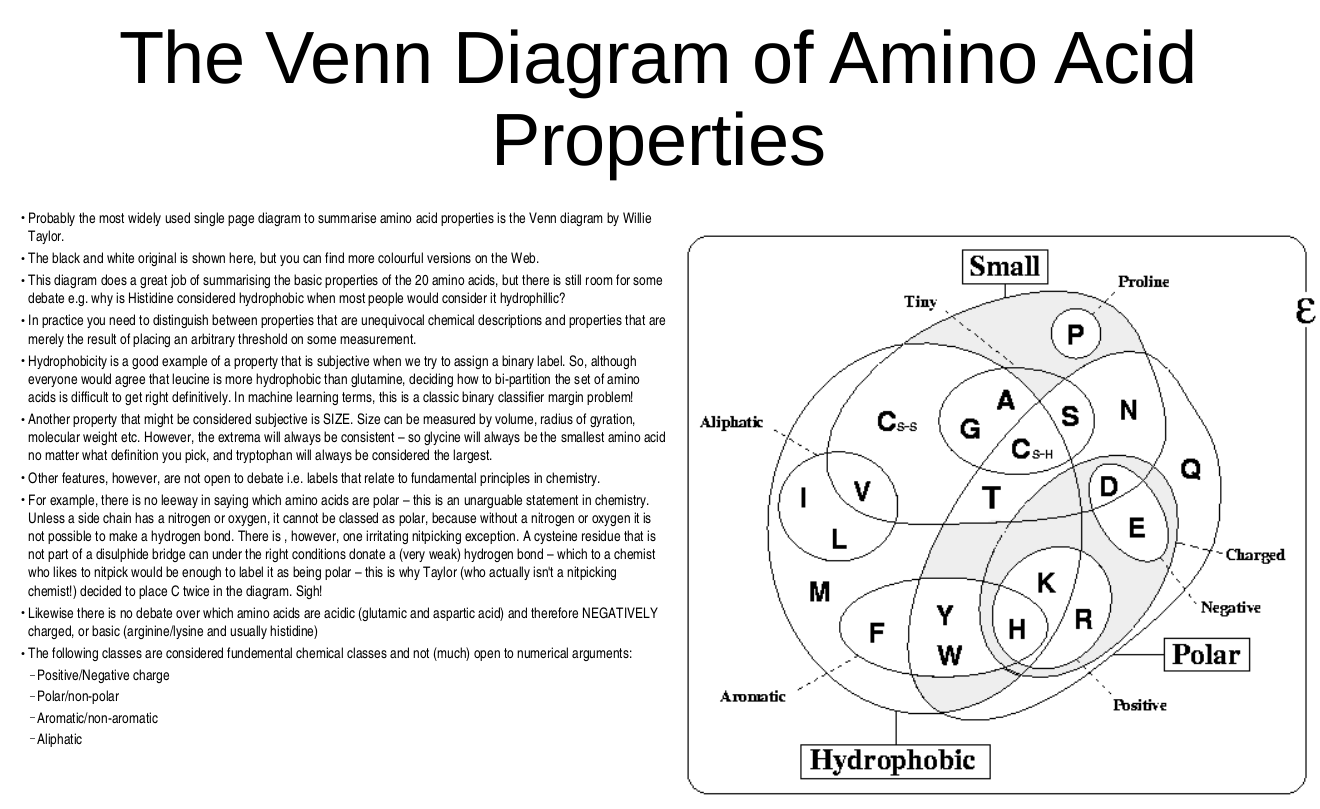 The Venn Diagram of Amino Acid
Properties
• Probably the most widely used single page diagram to summarise amino acid properties is the Venn diagram by Willie
Taylor.
• The black and white original is shown here, but you can find more colourful versions on the Web.
• This diagram does a great job of summarising the basic properties of the 20 amino acids, but there is still room for some
debate e.g. why is Histidine considered hydrophobic when most people would consider it hydrophillic?
• In practice you need to distinguish between properties that are unequivocal chemical descriptions and properties that are
merely the result of placing an arbitrary threshold on some measurement.
• Hydrophobicity is a good example of a property that is subjective when we try to assign a binary label. So, although
everyone would agree that leucine is more hydrophobic than glutamine, deciding how to bi-partition the set of amino
acids is difficult to get right definitively. In machine learning terms, this is a classic binary classifier margin problem!
• Another property that might be considered subjective is SIZE. Size can be measured by volume, radius of gyration,
molecular weight etc. However, the extrema will always be consistent – so glycine will always be the smallest amino acid
no matter what definition you pick, and tryptophan will always be considered the largest.
• Other features, however, are not open to debate i.e. labels that relate to fundamental principles in chemistry.
• For example, there is no leeway in saying which amino acids are polar – this is an unarguable statement in chemistry.
Unless a side chain has a nitrogen or oxygen, it cannot be classed as polar, because without a nitrogen or oxygen it is
not possible to make a hydrogen bond. There is , however, one irritating nitpicking exception. A cysteine residue that is
not part of a disulphide bridge can under the right conditions donate a (very weak) hydrogen bond – which to a chemist
who likes to nitpick would be enough to label it as being polar – this is why Taylor (who actually isn't a nitpicking
chemist!) decided to place C twice in the diagram. Sigh!
• Likewise there is no debate over which amino acids are acidic (glutamic and aspartic acid) and therefore NEGATIVELY
charged, or basic (arginine/lysine and usually histidine)
• The following classes are considered fundemental chemical classes and not (much) open to numerical arguments:
–Positive/Negative charge
–Polar/non-polar
–Aromatic/non-aromatic
–Aliphatic
Small
Proline
Tiny
ε
P
A
S
N
Aliphatic
C S-S
G
C S-H
Q
I
V
T
D
L
E
Charged
M
K
Negative
Y
F
H
R
W
Polar
Aromatic
Positive
Hydrophobic